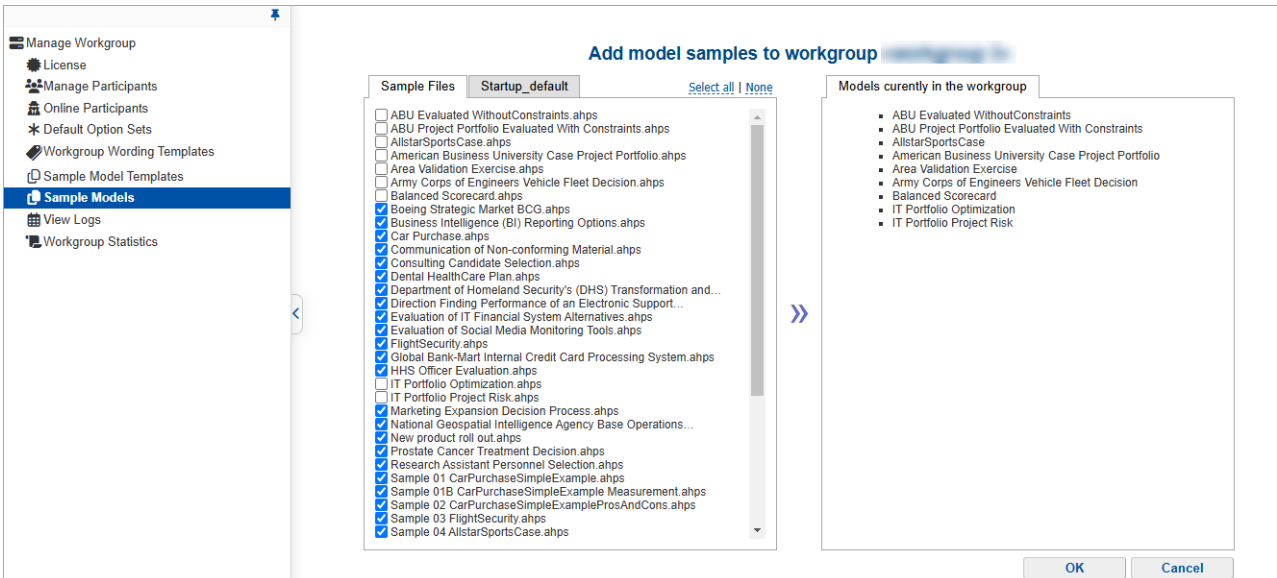 Manage Workgroup
License
Manage Participants
Online Participants
Default Option Sets
Workgroup Wording Templates
Sample Model Templates
Sample Models
View Logs
Workgroup Statistics
Add model samples to workgroup
Sample Files
Startup_default
Select all | None
ABU Evaluated WithoutConstraints.ahps
ABU Project Portfolio Evaluated With Constraints.ahps
AllstarSportsCase.ahps
American Business University Case Project Portfolio.ahps
Area Validation Exercise.ahps
Army Corps of Engineers Vehicle Fleet Decision.ahps
Balanced Scorecard.ahps
Boeing Strategic Market BCG.ahps
Business Intelligence (BI) Reporting Options.ahps
Car Purchase.ahps
Communication of Non-conforming Material.ahps
Consulting Candidate Selection.ahps
Dental HealthCare Plan.ahps
Department of Homeland Security's (DHS) Transformation and...
Direction Finding Performance of an Electronic Support...
Evaluation of IT Financial System Alternatives.ahps
Evaluation of Social Media Monitoring Tools.ahps
FlightSecurity.ahps
Global Bank-Mart Internal Credit Card Processing System.ahps
HHS Officer Evaluation.ahps
IT Portfolio Optimization.ahps
IT Portfolio Project Risk.ahps
Marketing Expansion Decision Process.ahps
National Geospatial Intelligence Agency Base Operations...
New product roll out.ahps
Prostate Cancer Treatment Decision.ahps
Research Assistant Personnel Selection.ahps
Sample 01 CarPurchaseSimpleExample.ahps
Sample 01B CarPurchaseSimpleExample Measurement.ahps
Sample 02 CarPurchaseSimpleExampleProsAndCons.ahps
Sample 03 FlightSecurity.ahps
Sample 04 AllstarSportsCase.ahps
Models curently in the workgroup
ABU Evaluated WithoutConstraints
ABU Project Portfolio Evaluated With Constraints
AllstarSportsCase
American Business University Case Project Portfolio
Area Validation Exercise
Army Corps of Engineers Vehicle Fleet Decision
Balanced Scorecard
IT Portfolio Optimization
IT Portfolio Project Risk
OK
Cancel